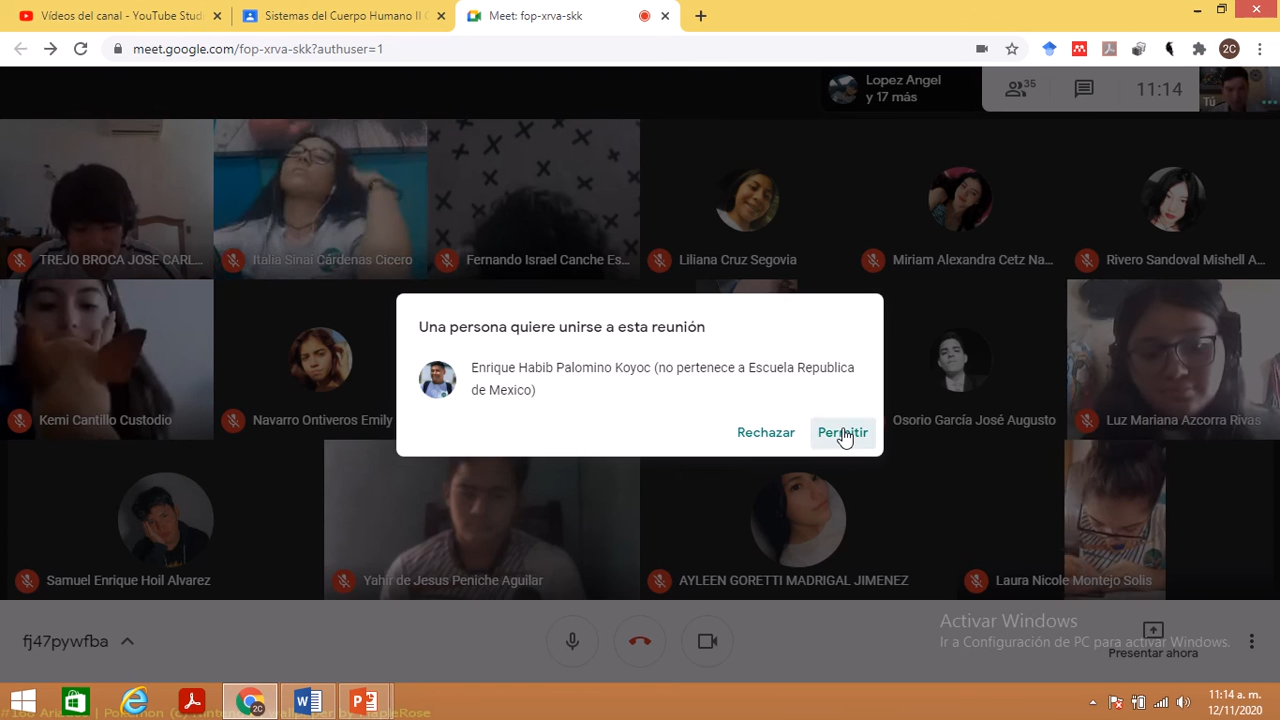 Vídeos del canal - YouTube Studi
Sistemas del Cuerpo Humano II C
Meet: fop-xrva-skk
meet.google.com/fop-xrva-skk?authuser=1
2C
Lopez Angel
y 17 más
35
11:14
Tú
TREJO BROCA JOSE CARL...
Italia Sinai Cárdenas Cicero
Fernando Israel Canche Es...
Liliana Cruz Segovia
Miriam Alexandra Cetz Na...
Rivero Sandoval Mishell A...
Una persona quiere unirse a esta reunión
Enrique Habib Palomino Koyoc (no pertenece a Escuela Republica
de Mexico)
Rechazar
Permitir
Kemi Cantillo Custodio
Navarro Ontiveros Emily
Osorio García José Augusto
Luz Mariana Azcorra Rivas
Samuel Enrique Hoil Alvarez
Yahir de Jesus Peniche Aguilar
AYLEEN GORETTI MADRIGAL JIMENEZ
Laura Nicole Montejo Solis
fj47pywfba
Activar Windows
Ir a Configuración de PC para activar Windows.
Presentar ahora
11:14 a. m.
12/11/2020